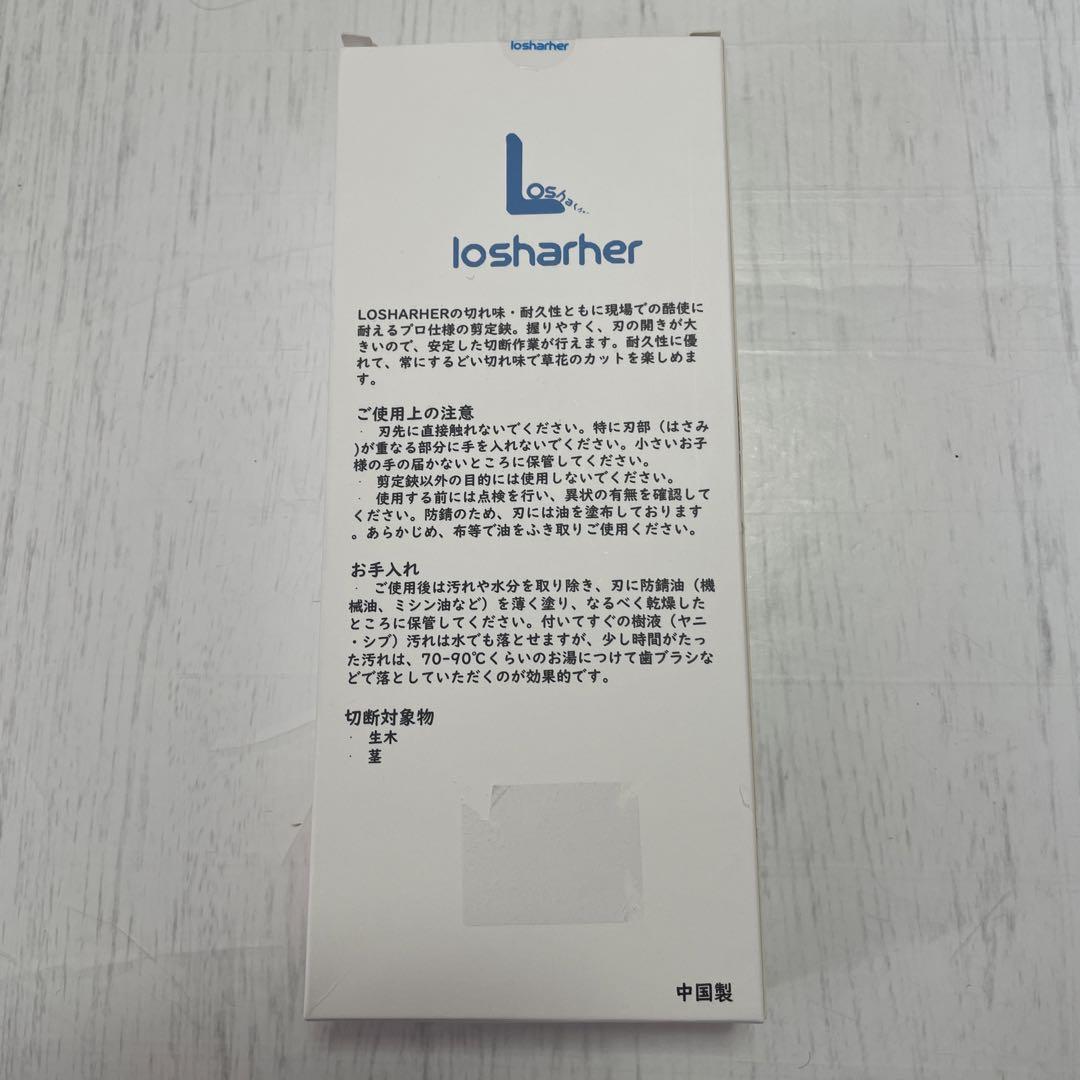 losharher
Losharher
losharher
LOSHARHERの切れ味・耐久性ともに現場での酷使に
耐えるプロ仕様の剪定鋏。握りやすく、刃の開きが大
きいので、安定した切断作業が行えます。耐久性に優
れて、常にするどい切れ味で草花のカットを楽しめま
す。
ご使用上の注意
· 刃先に直接触れないでください。特に刃部（はさみ
)が重なる部分に手を入れないでください。小さいお子
様の手の届かないところに保管してください。
· 剪定鋏以外の目的には使用しないでください。
· 使用する前には点検を行い、異状の有無を確認して
ください。防錆のため、刃には油を塗布しております
。あらかじめ、布等で油をふき取りご使用ください。
お手入れ
· ご使用後は汚れや水分を取り除き、刃に防錆油（機
械油、ミシン油など）を薄く塗り、なるべく乾燥した
ところに保管してください。付いてすぐの樹液（ヤニ
・シブ）汚れは水でも落とせますが、少し時間がたっ
た汚れは、70-90℃くらいのお湯につけて歯ブラシな
どで落としていただくのが効果的です。
切断対象物
· 生木
· 茎
中国製